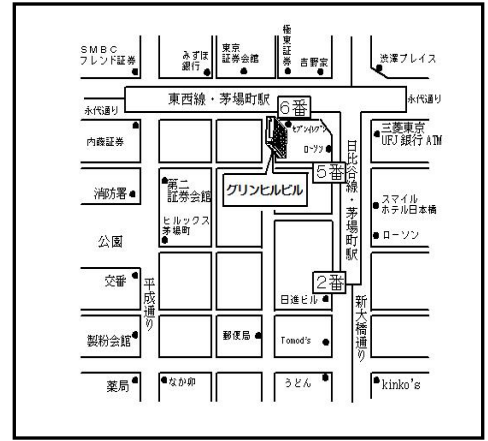 SMBC
フレンド証券
みずほ
銀行
東京
証券会館
極東証券
吉野家
渋澤プレイス
永代通り
東西線・茅場町駅
6番
永代通り
内藤証券
セブンイレブン
ローソン
三菱東京
UFJ銀行ATM
5番
日比谷線・茅場町駅
消防署
第二
証券会館
グリンヒルビル
スマイル
ホテル日本橋
ヒルックス
茅場町
ローソン
公園
交番
平成通り
2番
日進ビル
新大橋通り
製粉会館
郵便局
Tomod's
薬局
なか卯
うどん
kinko's